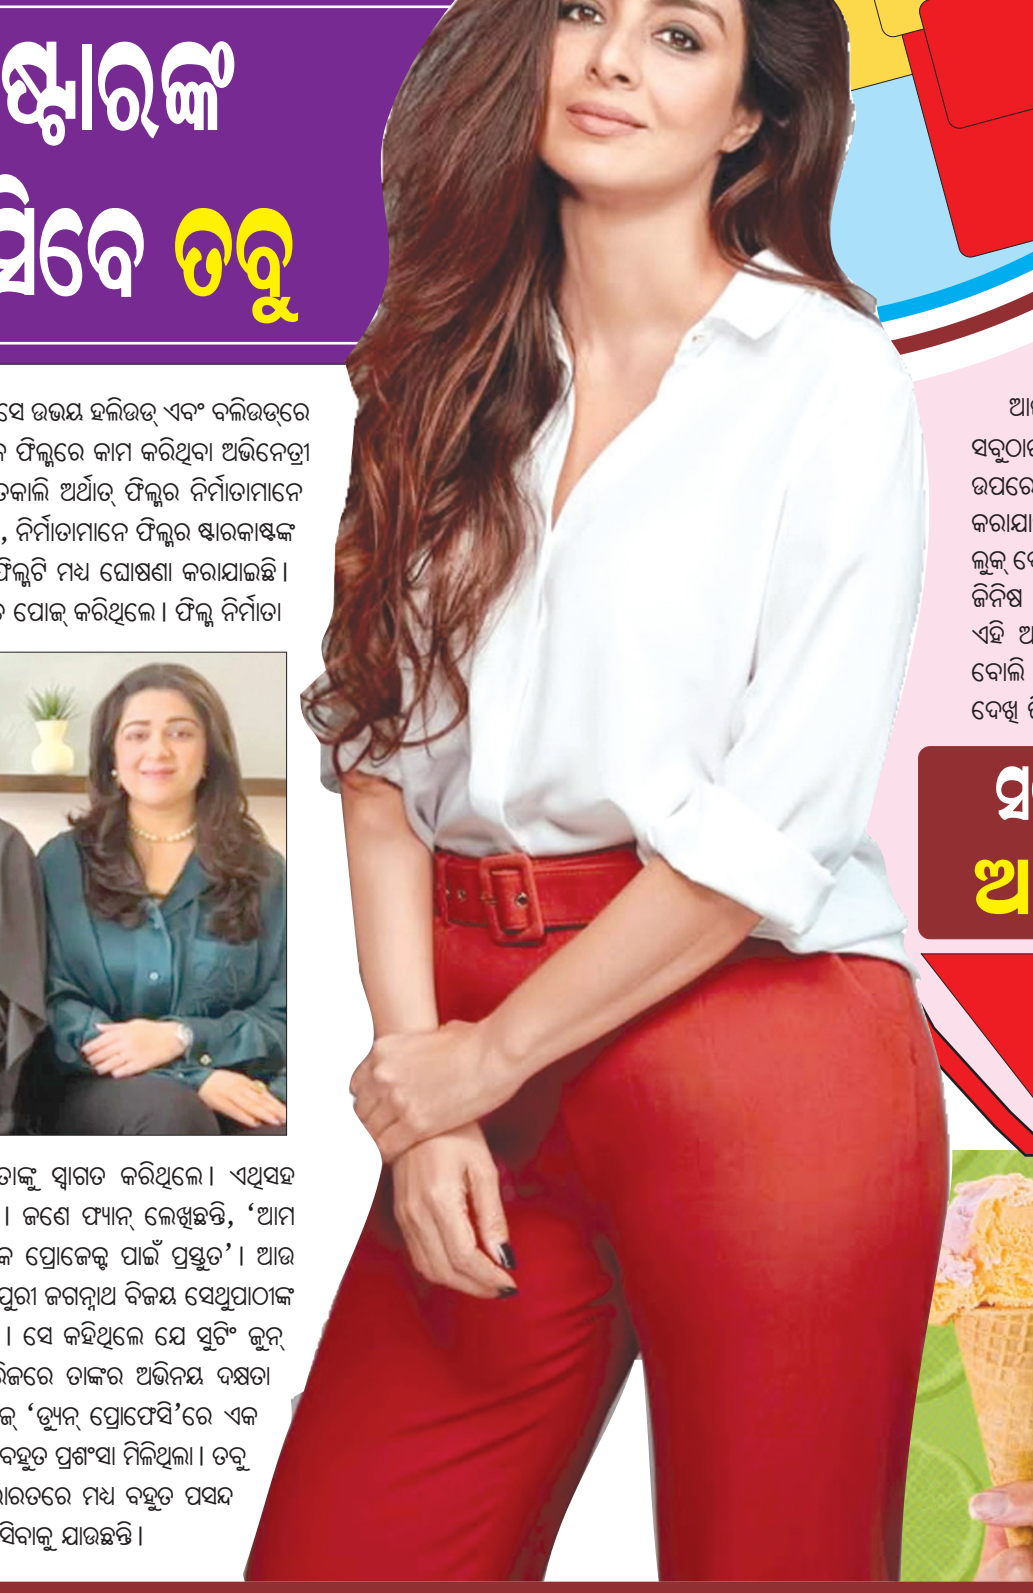 ଷ୍ଟାରଙ୍କ
ସିବେ ତବୁ
ସେ ଉଭୟ ହଲିଉଡ୍ ଏବଂ ବଲିଉଡ୍‌ରେ
ଫିଲ୍ମରେ କାମ କରିଥିବା ଅଭିନେତ୍ରୀ
ତକାଲି ଅର୍ଥାତ୍ ଫିଲ୍ମର ନିର୍ମାତାମାନେ
, ନିର୍ମାତାମାନେ ଫିଲ୍ମର ଷ୍ଟାରକାଷ୍ଟଙ୍କ
ଫିଲ୍ମଟି ମଧ୍ୟ ଘୋଷଣା କରାଯାଇଛି।
ପୋଜ୍ କରିଥିଲେ। ଫିଲ୍ମ ନିର୍ମାତା
ତାଙ୍କୁ ସ୍ୱାଗତ କରିଥିଲେ। ଏଥିସହ
। ଜଣେ ଫ୍ୟାନ୍ ଲେଖିଛନ୍ତି, ‘ଆମ
କ ପ୍ରୋଜେକ୍ଟ ପାଇଁ ପ୍ରସ୍ତୁତ’। ଆଉ
ପୁରୀ ଜଗନ୍ନାଥ ବିଜୟ ସେଥୁପାଠୀଙ୍କ
। ସେ କହିଥିଲେ ଯେ ସୁଟିଂ ଜୁନ୍
ରିଜରେ ତାଙ୍କର ଅଭିନୟ ଦକ୍ଷତା
ଜ୍ ‘ଡ୍ୟୁନ୍ ପ୍ରୋଫେସି’ରେ ଏକ
ବହୁତ ପ୍ରଶଂସା ମିଳିଥିଲା। ତବୁ
ଭାରତରେ ମଧ୍ୟ ବହୁତ ପସନ୍ଦ
ସିବାକୁ ଯାଉଛନ୍ତି।
ଆ
ସବୁଠା
ଉପରେ
କରାଯା
ଲୁକ୍
ଜିନିଷ
ଏହି ଅ
ବୋଲି
ଦେଖି
ସ
ଅ